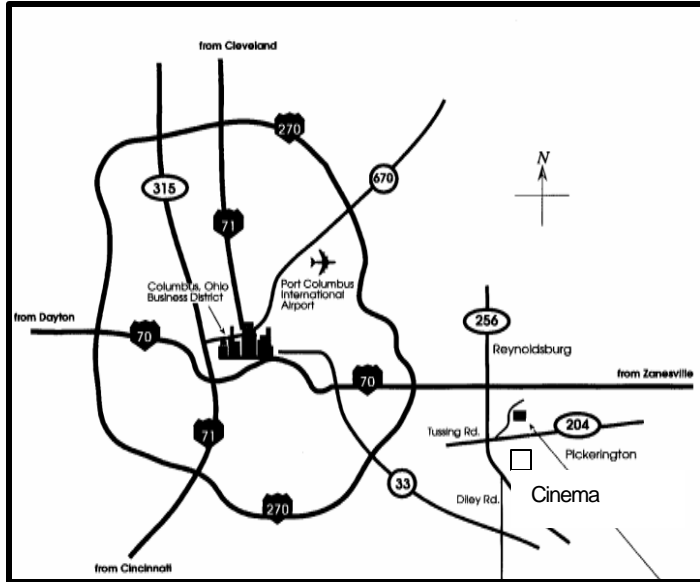 from Cleveland
270
N
315
670
71
Columbus, Ohio
Business District
Port Columbus
International
Airport
from Dayton
256
70
Reynoldsburg
from Zanesville
70
204
71
Tussing Rd.
Pickerington
33
Diley Rd.
Cinema
270
from Cincinnati